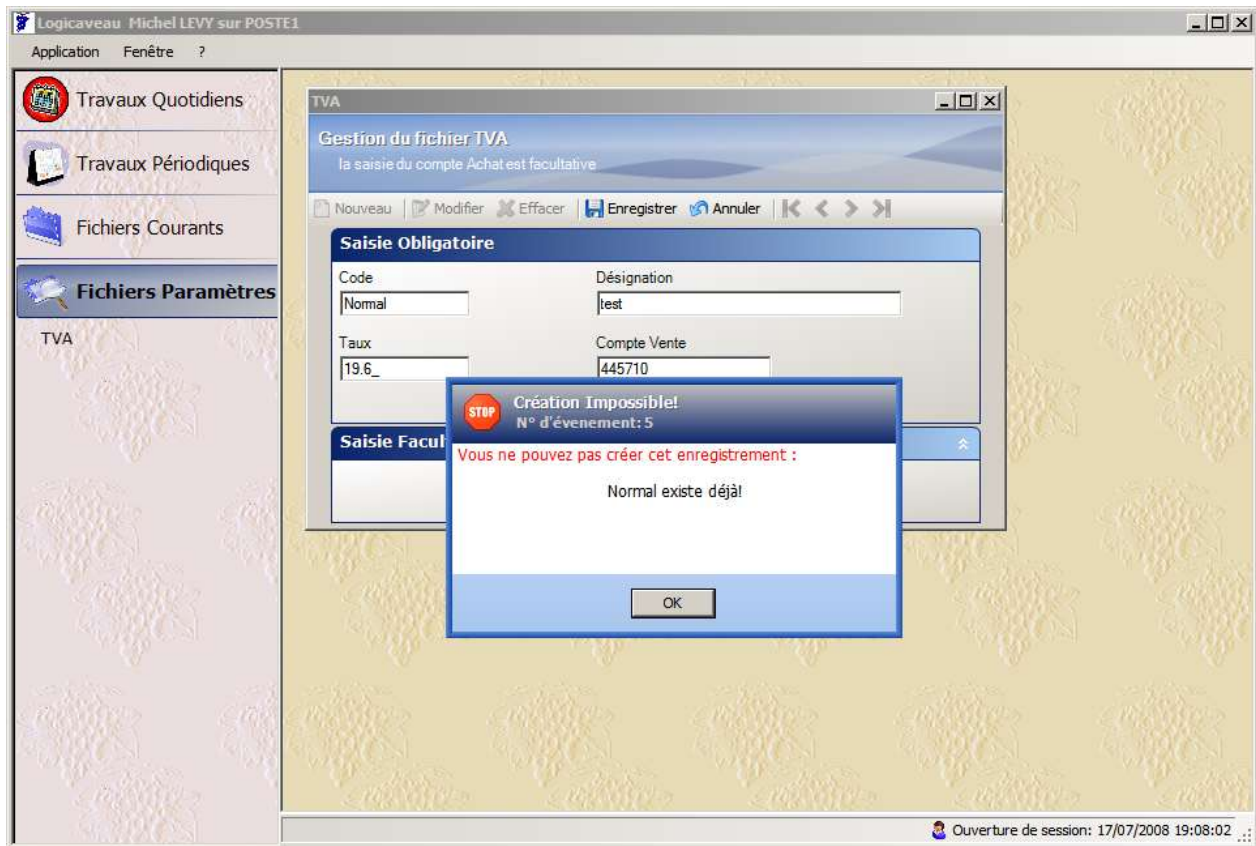 Logicaveau Michel LEVY sur POSTE1
Application Fenêtre ?
Travaux Quotidiens
Travaux Périodiques
Fichiers Courants
Fichiers Paramètres
TVA
TVA
Gestion du fichier TVA
la saisie du compte Achat est facultative
Nouveau Modifier Effacer Enregistrer Annuler
Saisie Obligatoire
Code Désignation
Normal test
Taux Compte Vente
19.6_ 445710
Saisie Facul
Création Impossible!
N° d'évenement: 5
STOP
Vous ne pouvez pas créer cet enregistrement :
Normal existe déjà!
OK
Ouverture de session: 17/07/2008 19:08:02